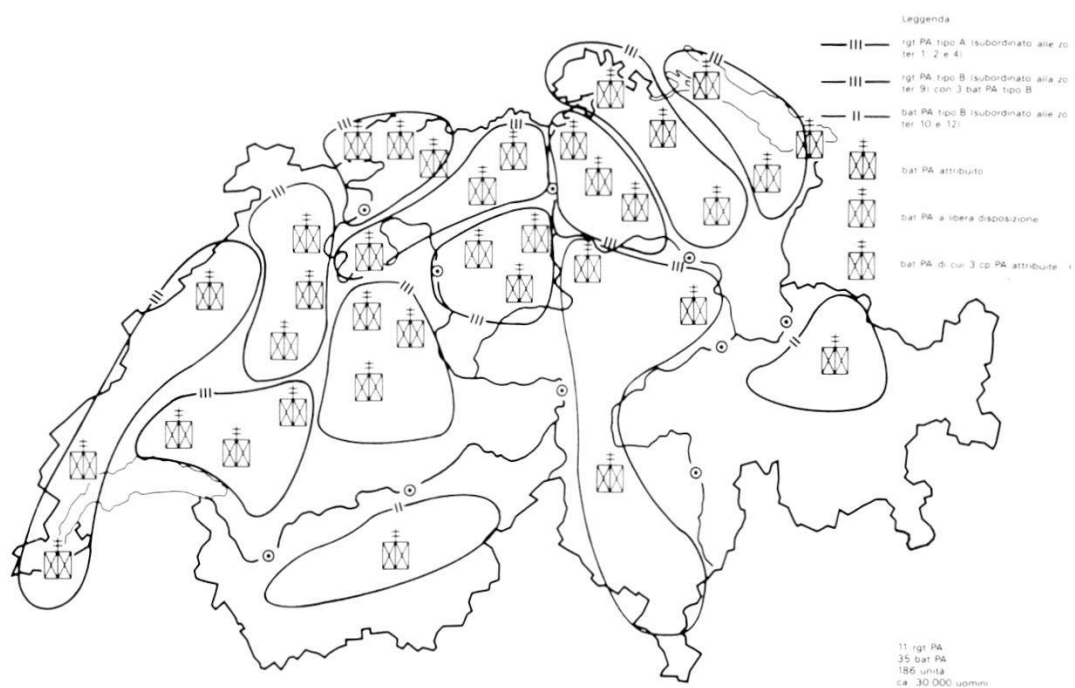 Leggenda
rgt PA tipo A (subordinato alle zo
ter 1, 2 e 4)
rgt PA tipo B (subordinato alla zo
ter 9) con 3 bat PA tipo B
bat PA tipo B (subordinato alle zo
ter 10 e 12)
bat PA attribuito
bat PA a libera disposizione
bat PA di cui 3 cp PA attribuite
11 rgt PA
35 bat PA
186 unità
ca 30 000 uomini